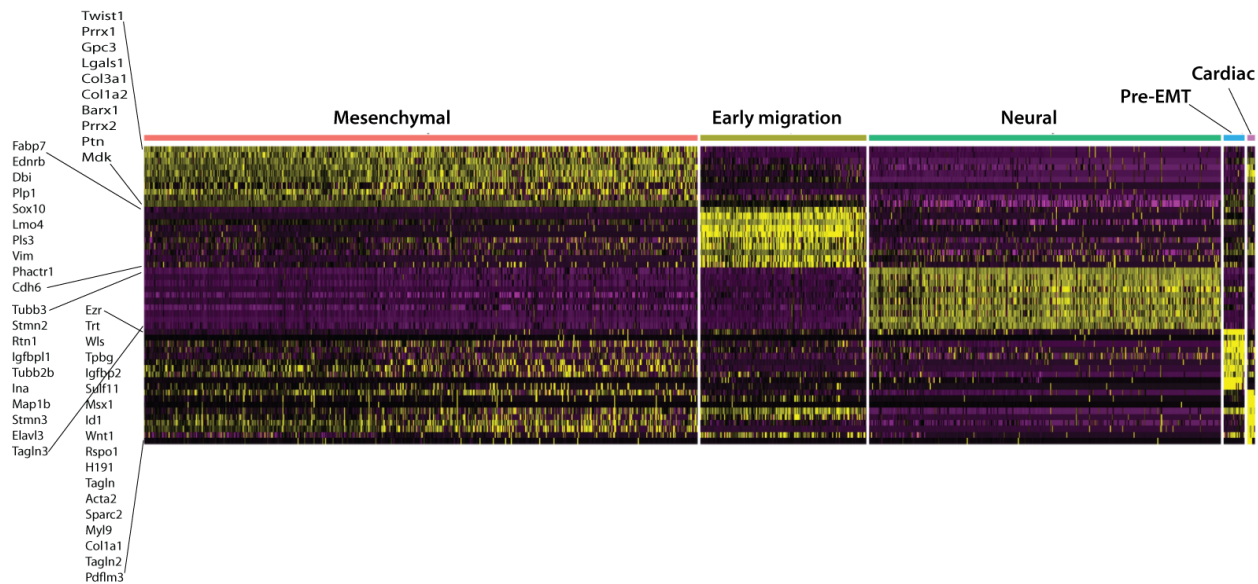 Twist1
Prrx1
Gpc3
Lgals1
Col3a1
Col1a2
Barx1
Prrx2
Ptn
Mdk
Cardiac
Pre-EMT
Mesenchymal
Early migration
Neural
Fabp7
Ednrb
Dbi
Plp1
Sox10
Lmo4
Pls3
Vim
Phactr1
Cdh6
Tubb3
Stmn2
Rtn1
Igfbpl1
Tubb2b
Ina
Map1b
Stmn3
Elavl3
Tagln3
Ezr
Trt
Wls
Tpbg
Igfbp2
Sulf11
Msx1
Id1
Wnt1
Rspo1
H191
Tagln
Acta2
Sparc2
Myl9
Col1a1
Tagln2
Pdflm3